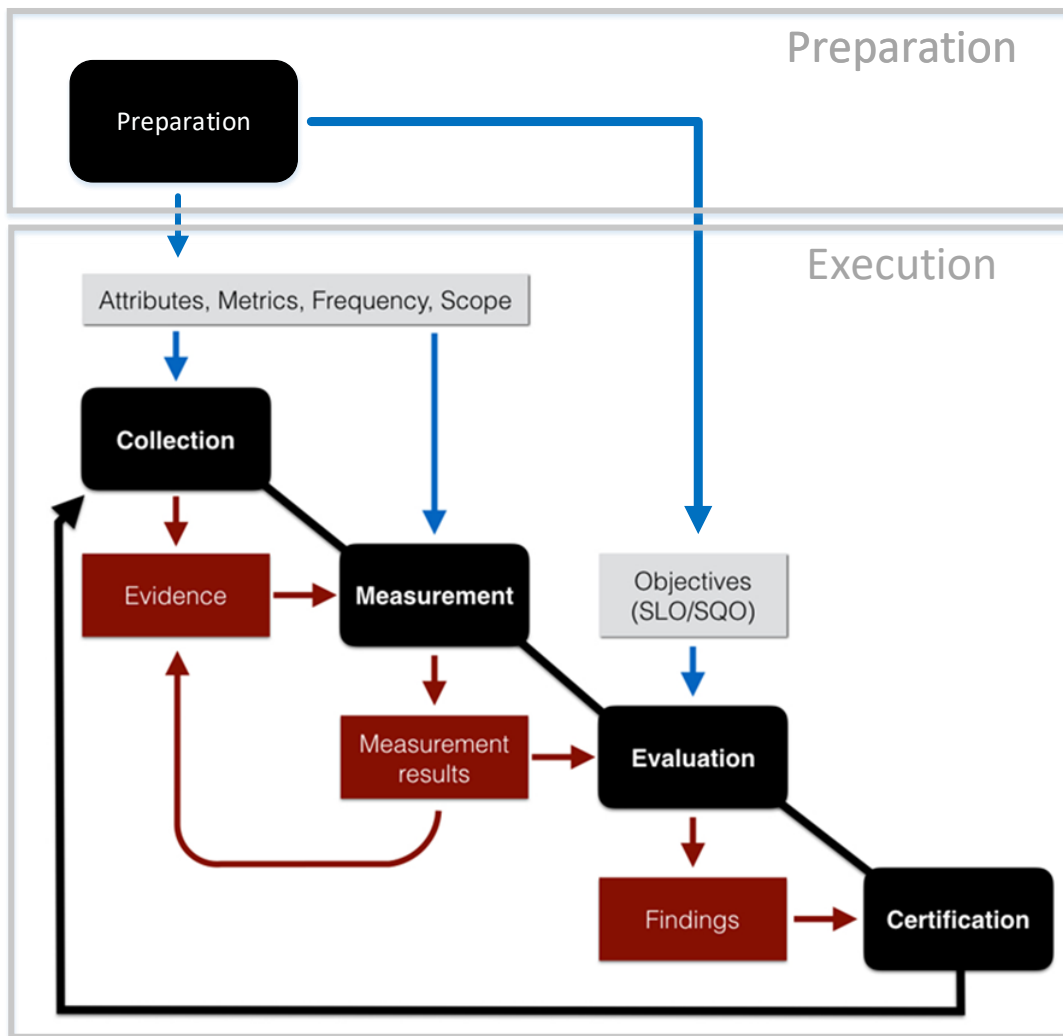 Preparation
Preparation
Execution
Attributes, Metrics, Frequency, Scope
Collection
Evidence
Measurement
Objectives
(SLO/SQO)
Measurement
results
Evaluation
Findings
Certification